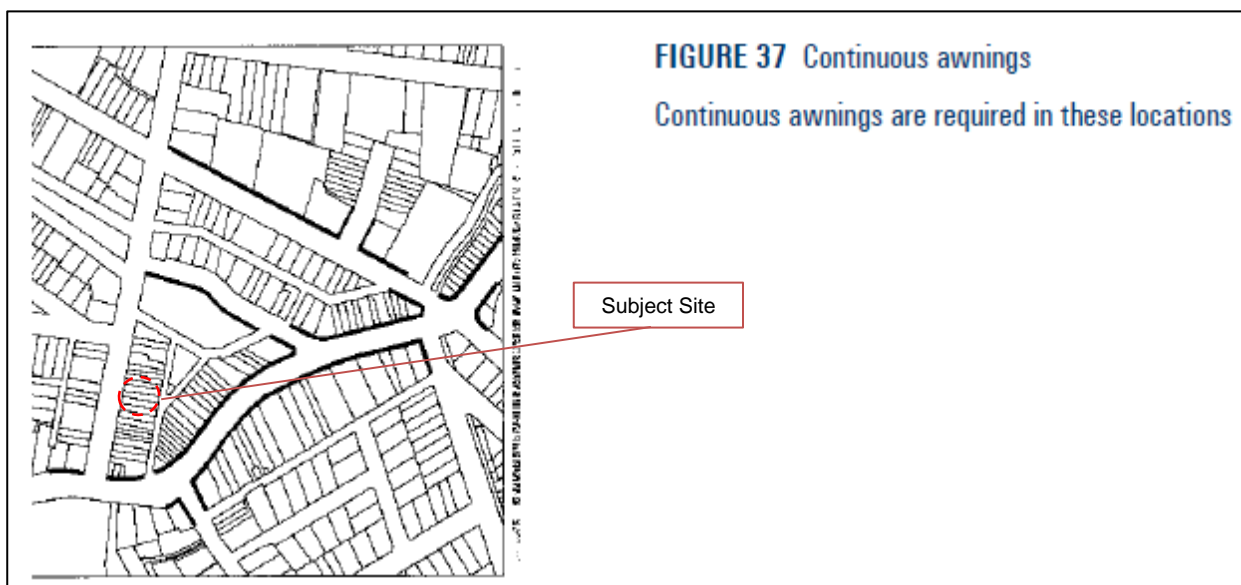 FIGURE 37 Continuous awnings
Continuous awnings are required in these locations
Subject Site